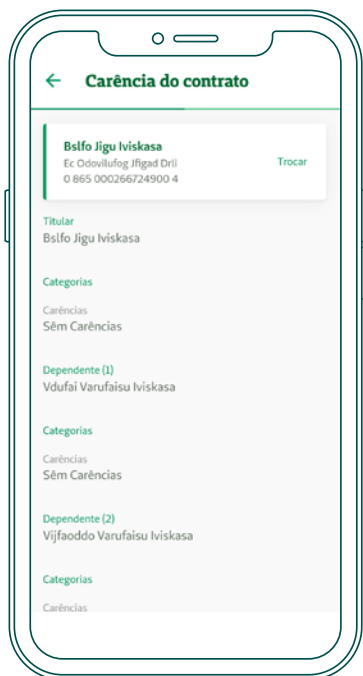 Carência do contrato
Bslfo Jigu Iviskasa
Ec Odovilufog Jfigad Drli
Trocar
0 865 000266724900 4
Titular
Bslfo Jigu Iviskasa
Categorias
Carências
Sêm Carências
Dependente (1)
Vdufai Varufaisu Iviskasa
Categorias
Carências
Sêm Carências
Dependente (2)
Vijfaoddo Varufaisu Iviskasa
Categorias
Carências